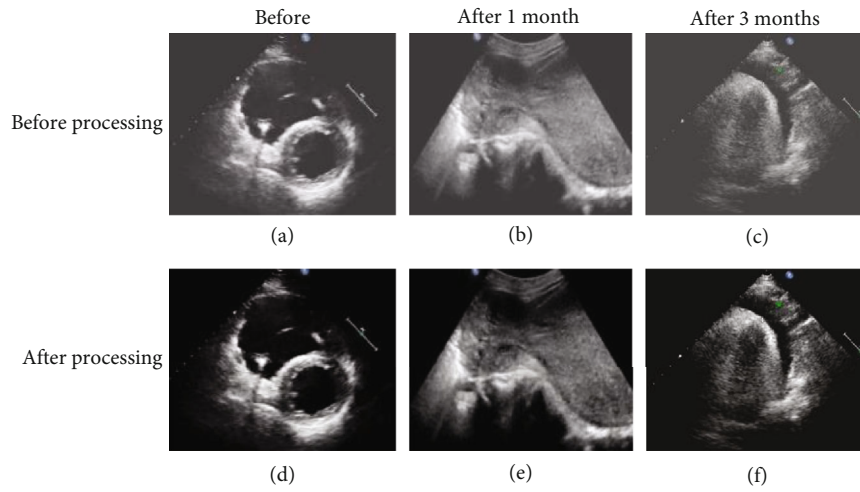 Before
After 1 month
After 3 months
Before processing
(a)
(b)
(c)
After processing
(d)
(e)
(f)